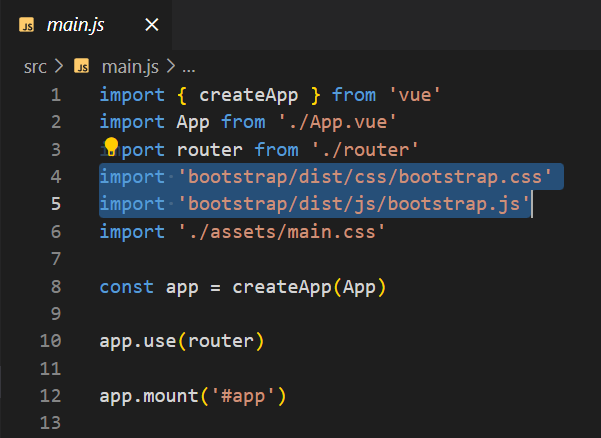 JS main.js ×
src > JS main.js > ...
1 import { createApp } from 'vue'
2 import App from './App.vue'
3 import router from './router'
4 import 'bootstrap/dist/css/bootstrap.css'
5 import 'bootstrap/dist/js/bootstrap.js'
6 import './assets/main.css'
7
8 const app = createApp(App)
9
10 app.use(router)
11
12 app.mount('#app')
13